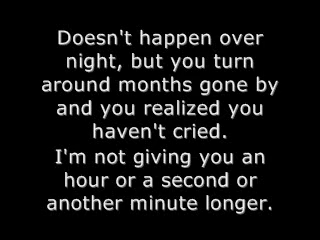 Doesn't happen over
night, but you turn
around months gone by
and you realized you
haven't cried.
I'm not giving you an
hour or a second or
another minute longer.